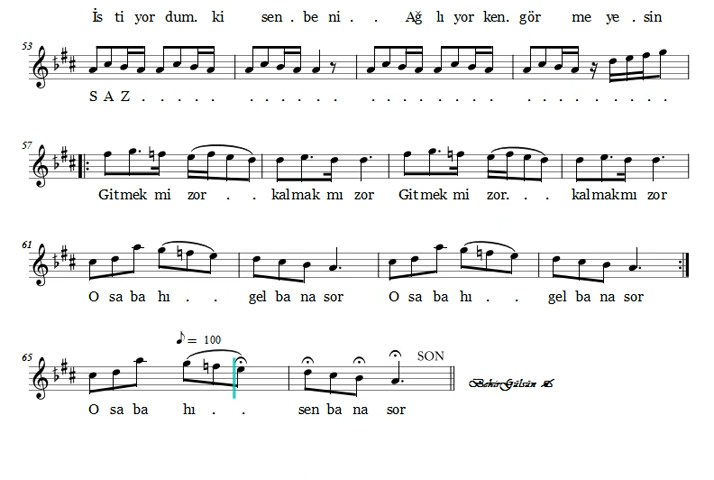 İs ti yor dum. ki sen . be ni . . Ağ lı yor ken. gör me ye . sin
53
S A Z . . . . . . . . . . . . . . . . . . . . . . . . . .
57
Gitmek mi zor . . kalmak mı zor Gitmek mi zor. . . kalmakmı zor
61
O sa ba hı . . gel ba na sor O sa ba hı . . gel ba na sor
65 ♪ = 100 SON
Bekir Gülsün
O sa ba hı . . sen ba na sor